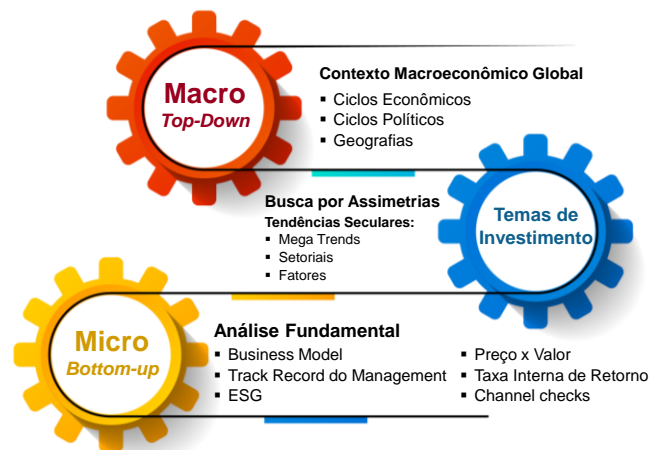 Macro
Top-Down
Contexto Macroeconômico Global
▪ Ciclos Econômicos
▪ Ciclos Políticos
▪ Geografias
Busca por Assimetrias
Tendências Seculares:
▪ Mega Trends
▪ Setoriais
▪ Fatores
Temas de
Investimento
Micro
Bottom-up
Análise Fundamental
▪ Business Model
▪ Track Record do Management
▪ ESG
▪ Preço x Valor
▪ Taxa Interna de Retorno
▪ Channel checks